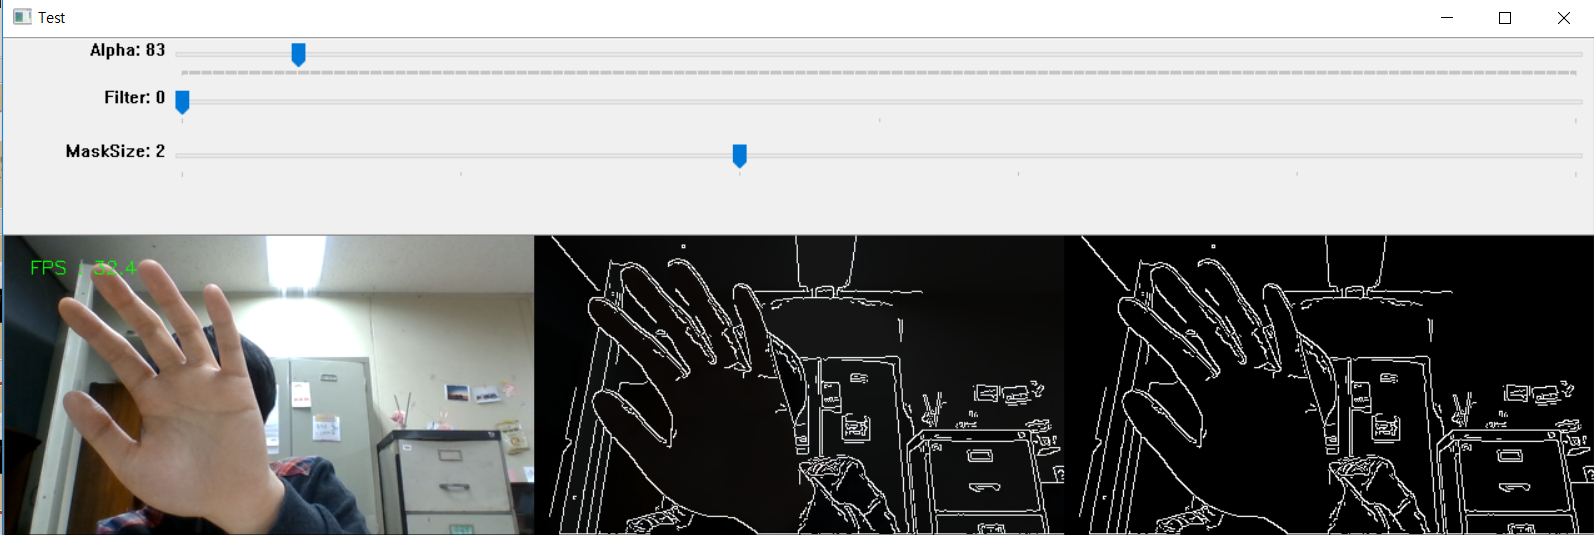 Test
Alpha: 83
Filter: 0
MaskSize: 2
FPS : 32.4